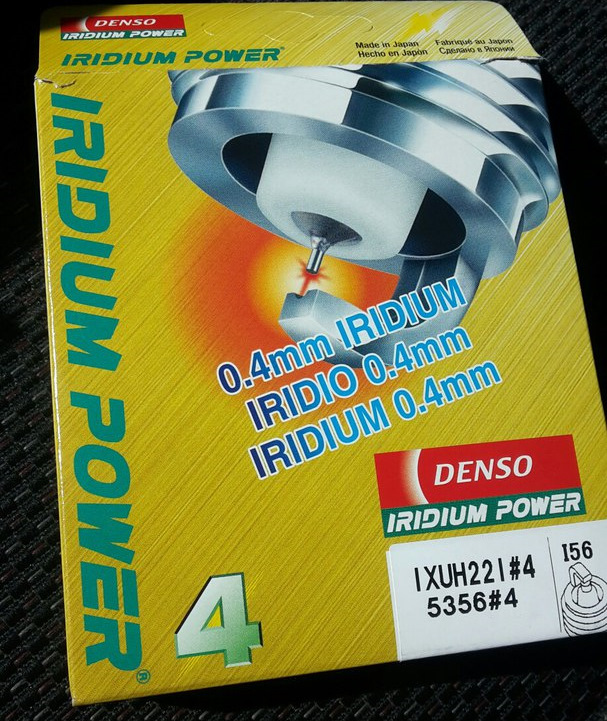 DENSO
IRIDIUM POWER
IRIDIUM POWER®
Made in Japan
Hecho en Japón
Fabriqué au Japon
Сделано в Японии
IRIDIUM POWER®
0.4mm IRIDIUM
IRIDIO 0.4mm
IRIDIUM 0.4mm
DENSO
IRIDIUM POWER
4
IXUH22I#4
5356#4
I56